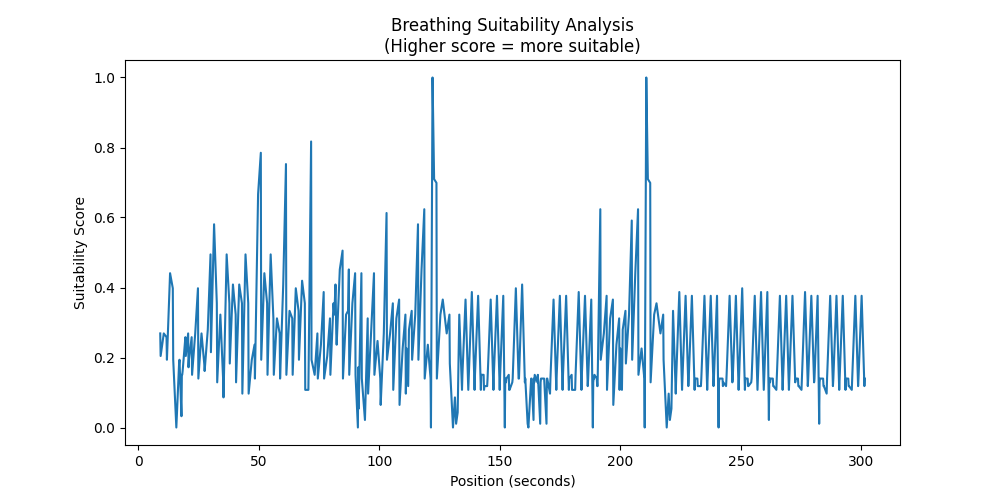 Breathing Suitability Analysis
(Higher score = more suitable)
Suitability Score
1.0
0.8
0.6
0.4
0.2
0.0
0 50 100 150 200 250 300
Position (seconds)